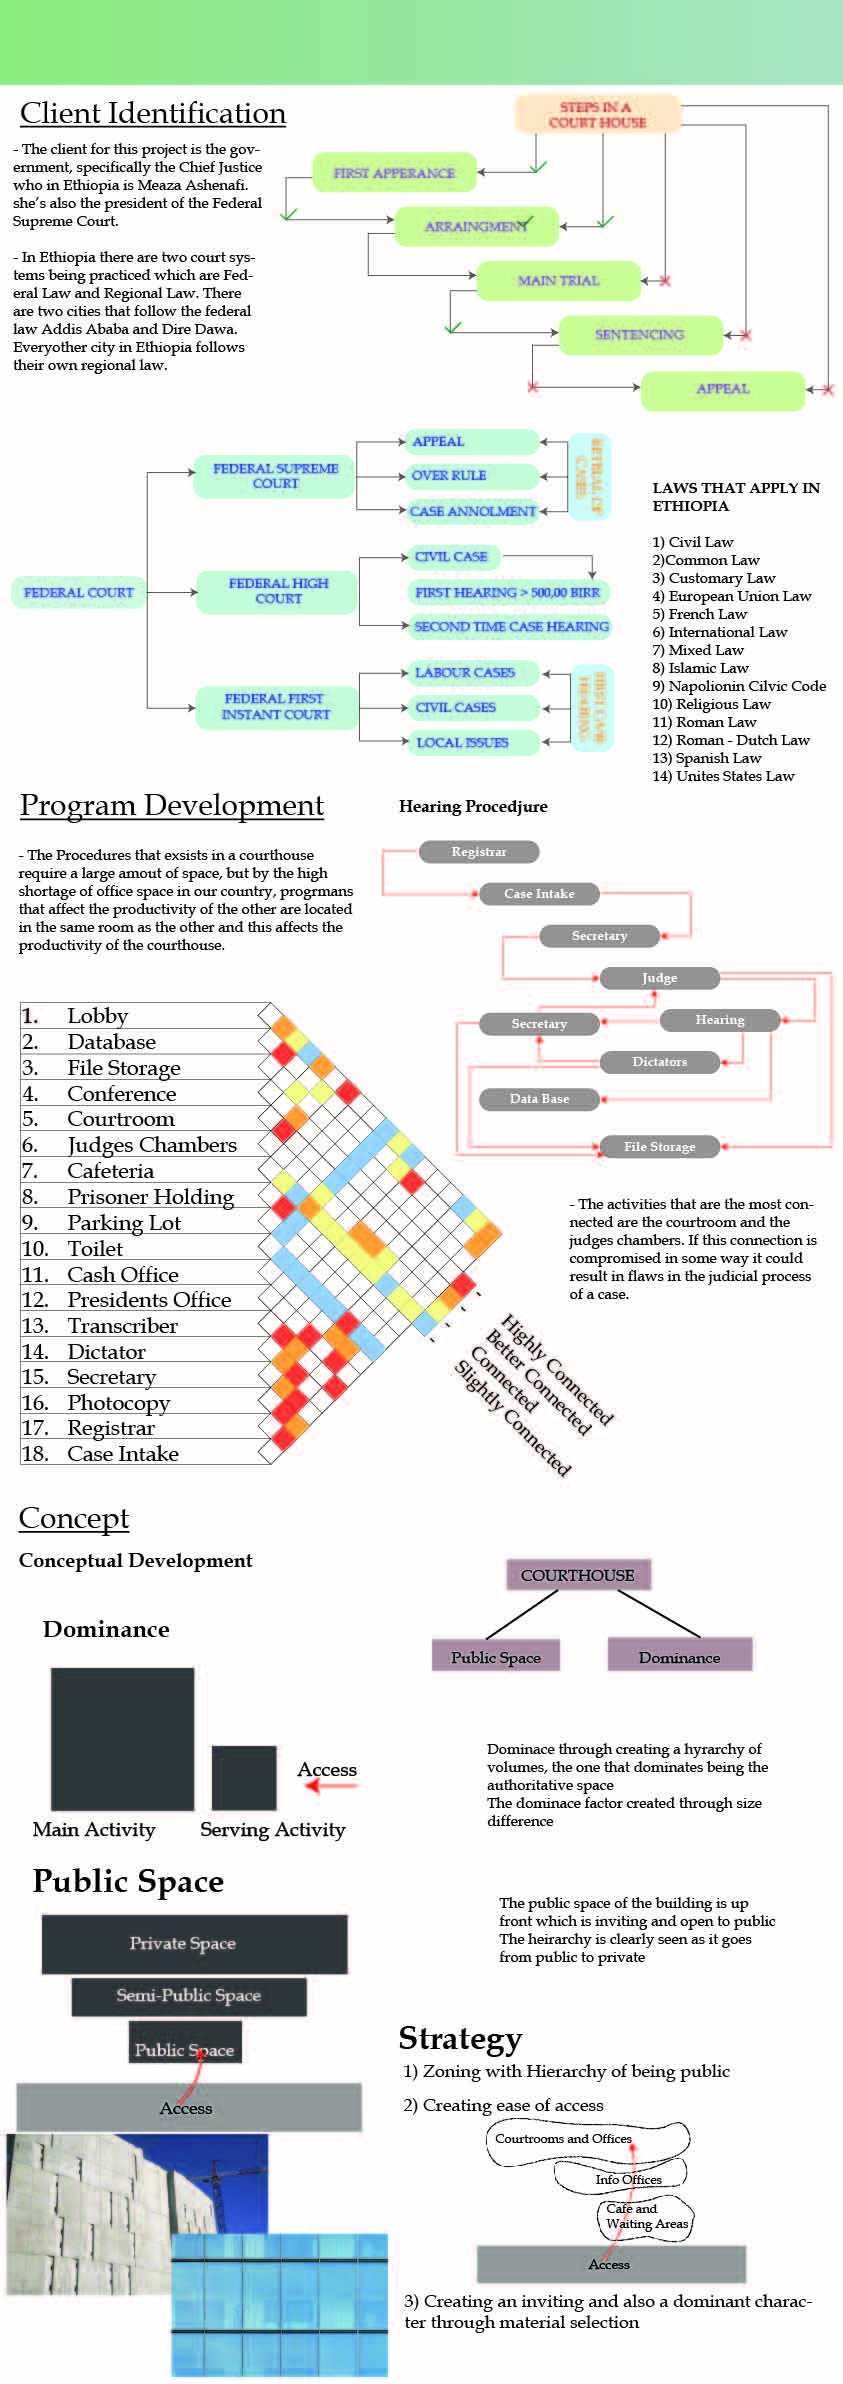 Client Identification
- The client for this project is the gov-
ernment, specifically the Chief Justice
who in Ethiopia is Meaza Ashenafi.
she's also the president of the Federal
Supreme Court.
- In Ethiopia there are two court sys-
tems being practiced which are Fed-
eral Law and Regional Law. There
are two cities that follow the federal
law Addis Ababa and Dire Dawa.
Everyother city in Ethiopia follows
their own regional law.
STEPS IN A
COURT HOUSE
FIRST APPERANCE
ARRAINGMENT
MAIN TRIAL
SENTENCING
APPEAL
FEDERAL COURT
FEDERAL SUPREME
COURT
APPEAL
OVER RULE
CASE ANNOLMENT
RETRIAL OF
CASES
FEDERAL HIGH
COURT
CIVIL CASE
FIRST HEARING > 500,00 BIRR
SECOND TIME CASE HEARING
FEDERAL FIRST
INSTANT COURT
LABOUR CASES
CIVIL CASES
LOCAL ISSUES
FIRST CASE
HEARING
LAWS THAT APPLY IN
ETHIOPIA
1) Civil Law
2)Common Law
3) Customary Law
4) European Union Law
5) French Law
6) International Law
7) Mixed Law
8) Islamic Law
9) Napolionin Cilvic Code
10) Religious Law
11) Roman Law
12) Roman - Dutch Law
13) Spanish Law
14) Unites States Law
Program Development
- The Procedures that exsists in a courthouse
require a large amout of space, but by the high
shortage of office space in our country, progrmans
that affect the productivity of the other are located
in the same room as the other and this affects the
productivity of the courthouse.
Hearing Procedjure
Registrar
Case Intake
Secretary
Judge
Secretary
Hearing
Dictators
Data Base
File Storage
1. Lobby
2. Database
3. File Storage
4. Conference
5. Courtroom
6. Judges Chambers
7. Cafeteria
8. Prisoner Holding
9. Parking Lot
10. Toilet
11. Cash Office
12. Presidents Office
13. Transcriber
14. Dictator
15. Secretary
16. Photocopy
17. Registrar
18. Case Intake
Highly Connected
Better Connected
Connected
Slightly Connected
- The activities that are the most con-
nected are the courtroom and the
judges chambers. If this connection is
compromised in some way it could
result in flaws in the judicial process
of a case.
Concept
Conceptual Development
COURTHOUSE
Public Space
Dominance
Dominance
Access
Main Activity
Serving Activity
Dominace through creating a hyrarchy of
volumes, the one that dominates being the
authoritative space
The dominace factor created through size
difference
Public Space
Private Space
Semi-Public Space
Public Space
Access
The public space of the building is up
front which is inviting and open to public
The heirarchy is clearly seen as it goes
from public to private
Strategy
1) Zoning with Hierarchy of being public
2) Creating ease of access
Courtrooms and Offices
Info Offices
Cafe and
Waiting Areas
Access
3) Creating an inviting and also a dominant charac-
ter through material selection